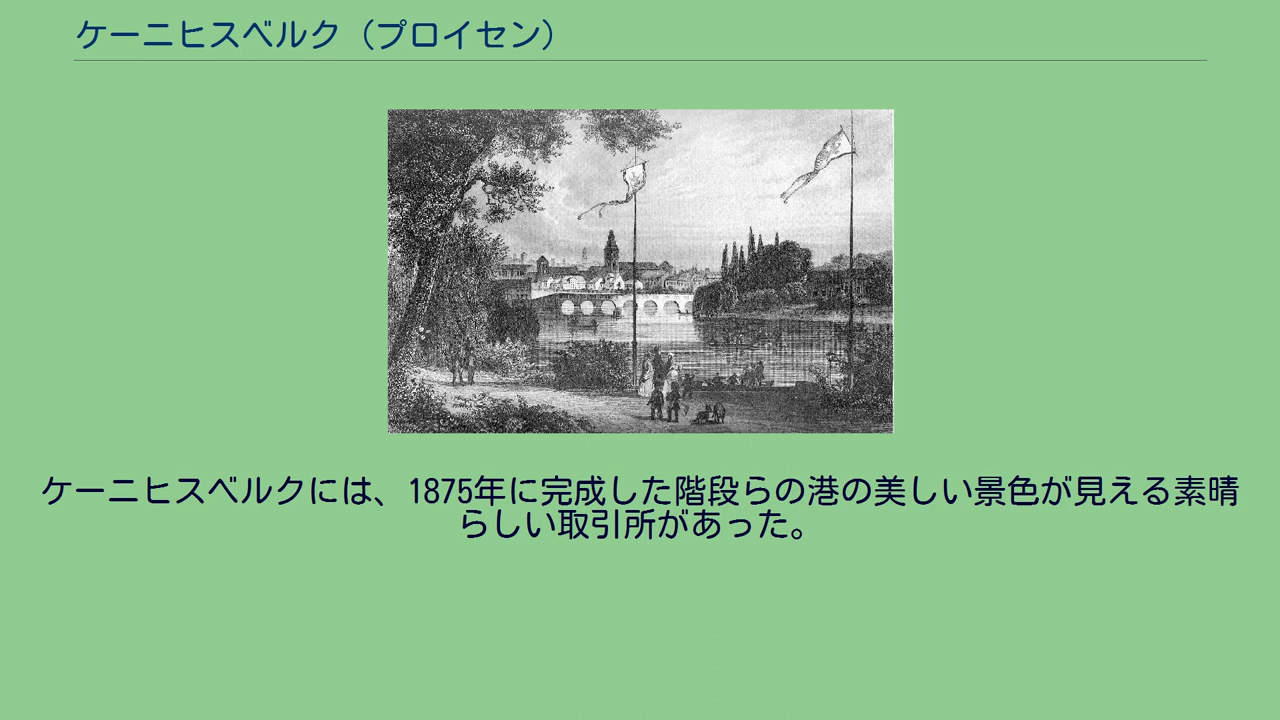 ケーニヒスベルク（プロイセン）
ケーニヒスベルクには、1875年に完成した階段らの港の美しい景色が見える素晴
らしい取引所があった。